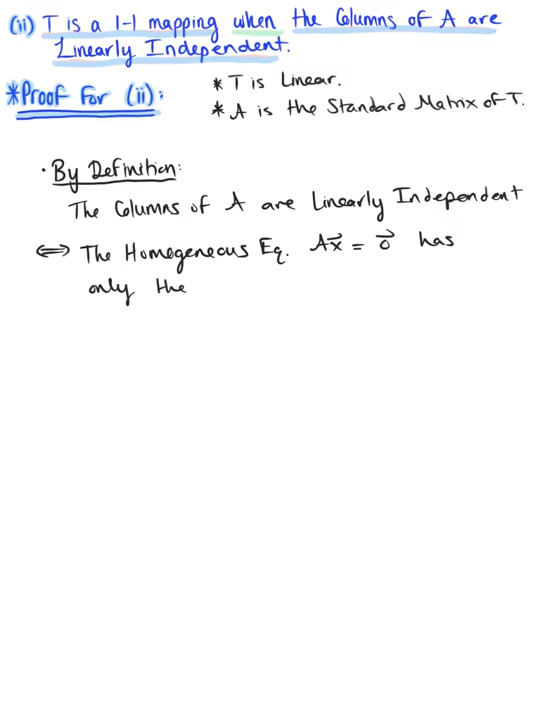 (ii) T is a 1-1 mapping when the Columns of A are
Linearly Independent.
*Proof For (ii):
* T is Linear.
* A is the Standard Matrix of T.
• By Definition:
The Columns of A are Linearly Independent
⟺ The Homogeneous Eq. Ax⃗ = 0⃗ has
only the